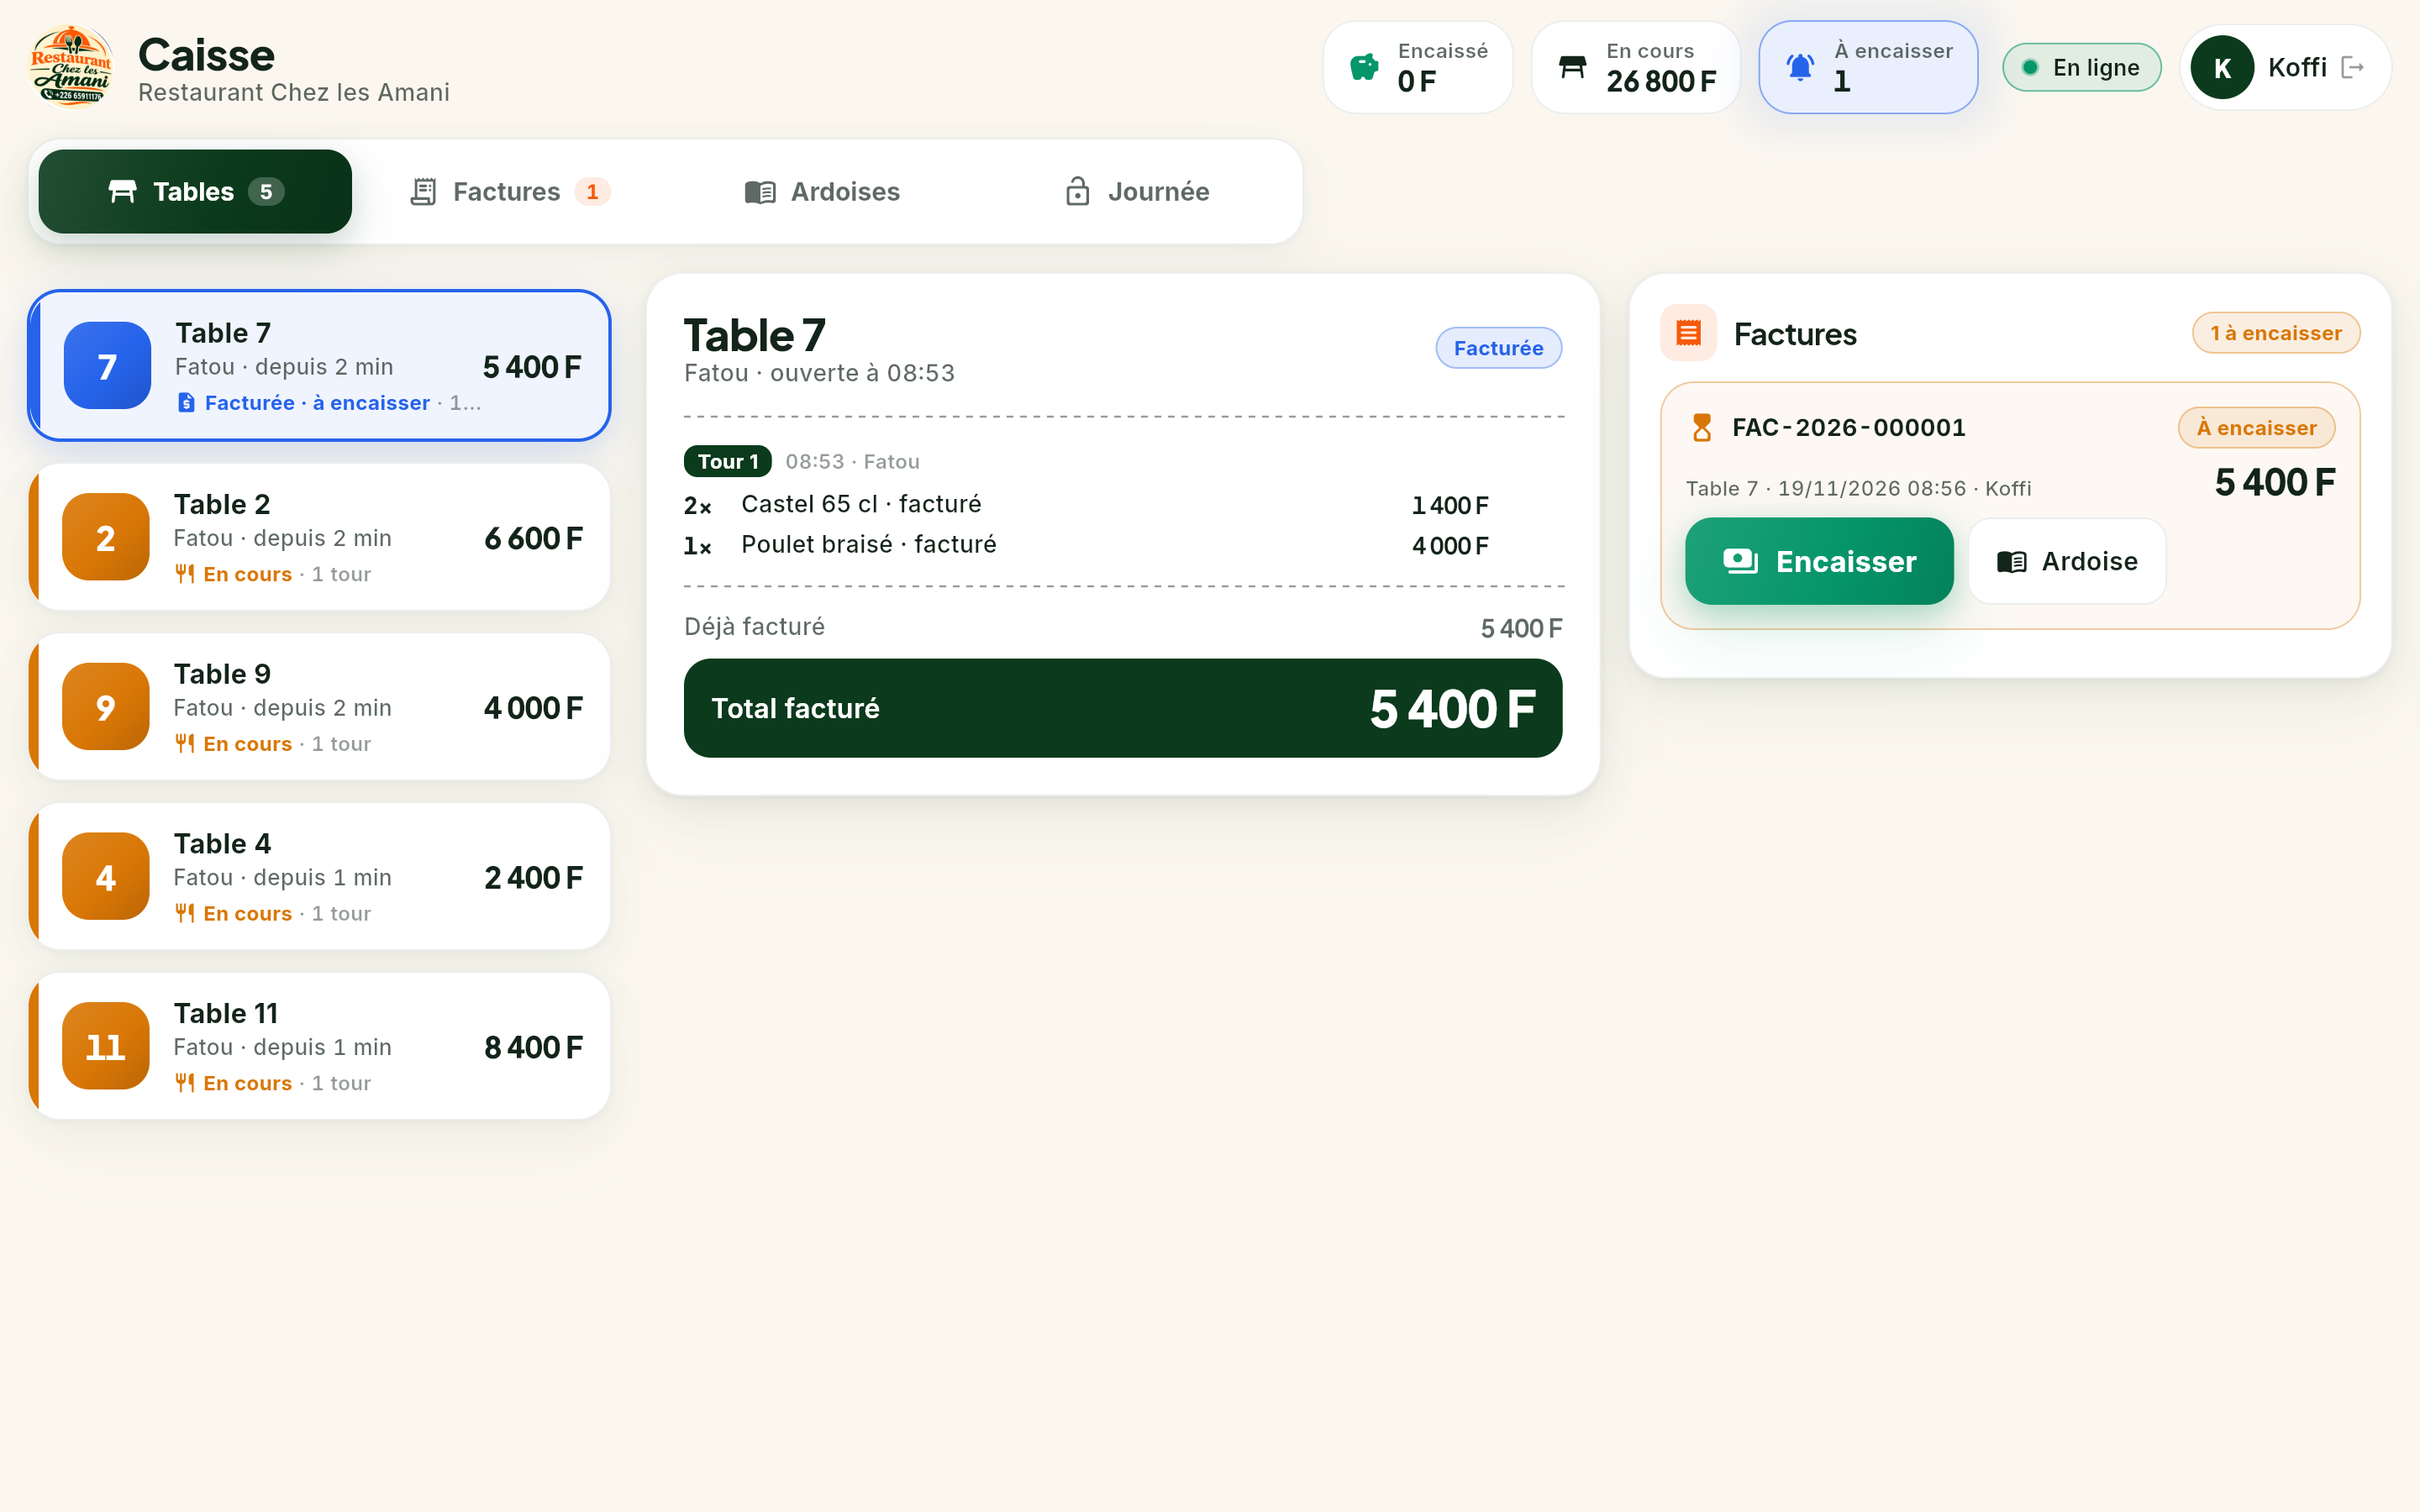 Restaurant
Chez les
Amani
+226 65911171
Caisse
Restaurant Chez les Amani
Encaissé
0 F
En cours
26 800 F
À encaisser
1
En ligne
K
Koffi
Tables 5
Factures 1
Ardoises
Journée
7
Table 7
Fatou · depuis 2 min
5 400 F
Facturée · à encaisser · 1…
2
Table 2
Fatou · depuis 2 min
6 600 F
En cours · 1 tour
9
Table 9
Fatou · depuis 2 min
4 000 F
En cours · 1 tour
4
Table 4
Fatou · depuis 1 min
2 400 F
En cours · 1 tour
11
Table 11
Fatou · depuis 1 min
8 400 F
En cours · 1 tour
Table 7
Facturée
Fatou · ouverte à 08:53
Tour 1 08:53 · Fatou
2× Castel 65 cl · facturé 1 400 F
1× Poulet braisé · facturé 4 000 F
Déjà facturé 5 400 F
Total facturé 5 400 F
Factures
1 à encaisser
FAC-2026-000001
À encaisser
Table 7 · 19/11/2026 08:56 · Koffi
5 400 F
Encaisser
Ardoise